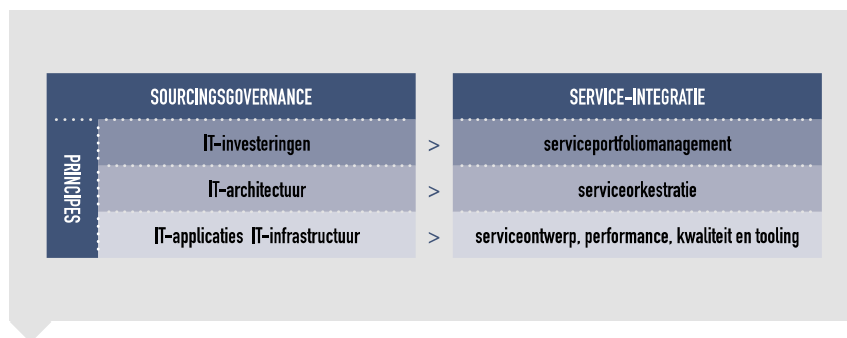 SOURCINGSGOVERNANCE > SERVICE-INTEGRATIE
PRINCIPES
IT-investeringen > serviceportfoliomanagement
IT-architectuur > serviceorkestratie
IT-applicaties IT-infrastructuur > serviceontwerp, performance, kwaliteit en tooling